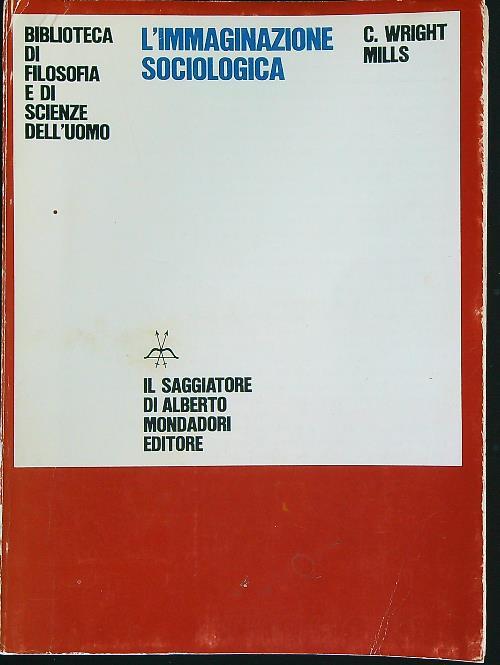 BIBLIOTECA
DI
FILOSOFIA
E DI
SCIENZE
DELL'UOMO
L'IMMAGINAZIONE
SOCIOLOGICA
C. WRIGHT
MILLS
IL SAGGIATORE
DI ALBERTO
MONDADORI
EDITORE